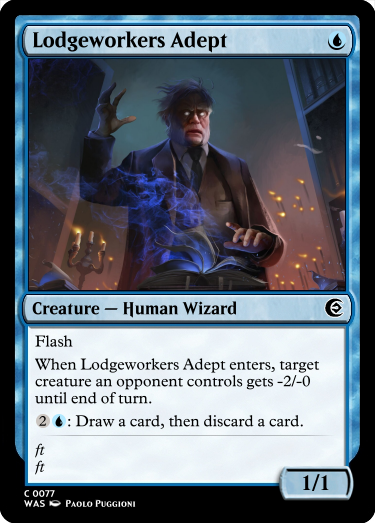 Lodgeworkers Adept
Creature — Human Wizard
Flash
When Lodgeworkers Adept enters, target
creature an opponent controls gets -2/-0
until end of turn.
2: Draw a card, then discard a card.
ft
ft
1/1
C 0077
WAS Paolo Puggioni